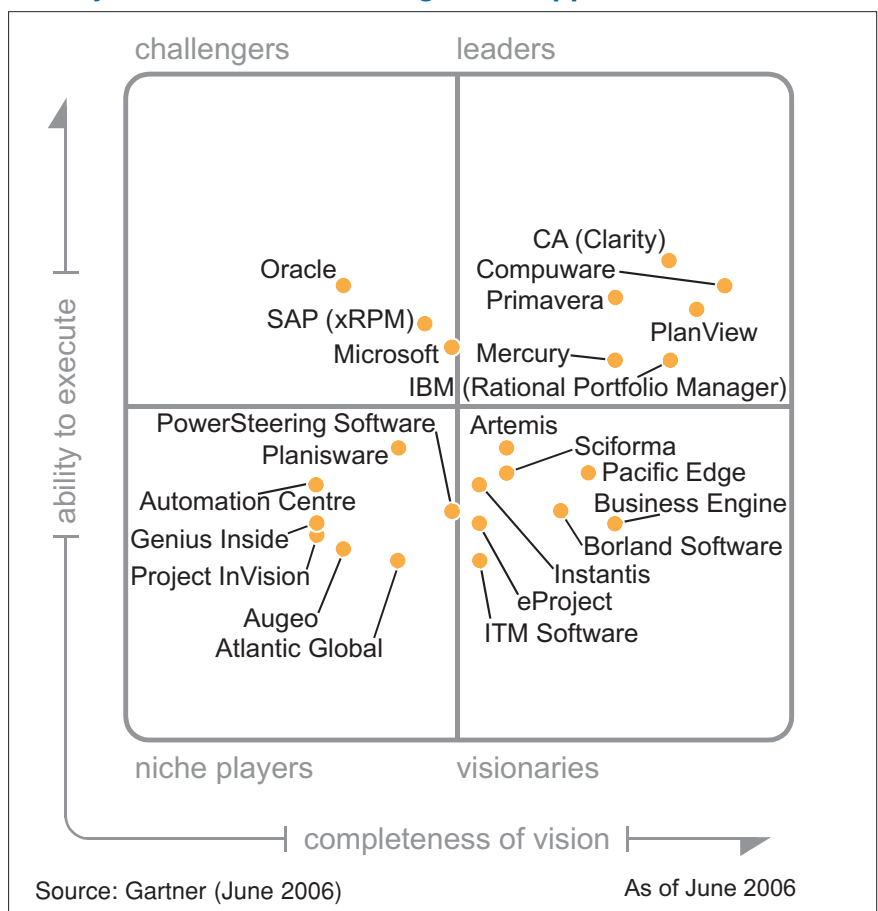 challengers
leaders
CA (Clarity)
Oracle
Compuware
Primavera
SAP (xRPM)
PlanView
Microsoft
Mercury
IBM (Rational Portfolio Manager)
ability to execute
PowerSteering Software
Artemis
Planisware
Sciforma
Pacific Edge
Automation Centre
Business Engine
Genius Inside
Borland Software
Project InVision
Instantis
eProject
Augeo
ITM Software
Atlantic Global
niche players
visionaries
completeness of vision
Source: Gartner (June 2006)
As of June 2006